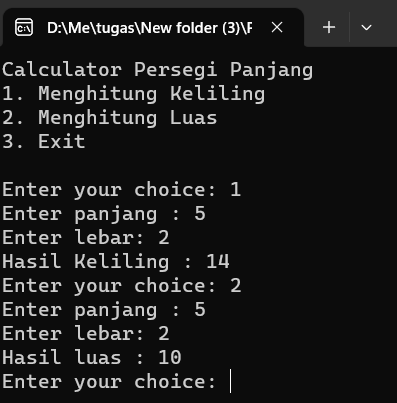 D:\Me\tugas\New folder (3)\F
Calculator Persegi Panjang
1. Menghitung Keliling
2. Menghitung Luas
3. Exit
Enter your choice: 1
Enter panjang : 5
Enter lebar: 2
Hasil Keliling : 14
Enter your choice: 2
Enter panjang : 5
Enter lebar: 2
Hasil luas : 10
Enter your choice: